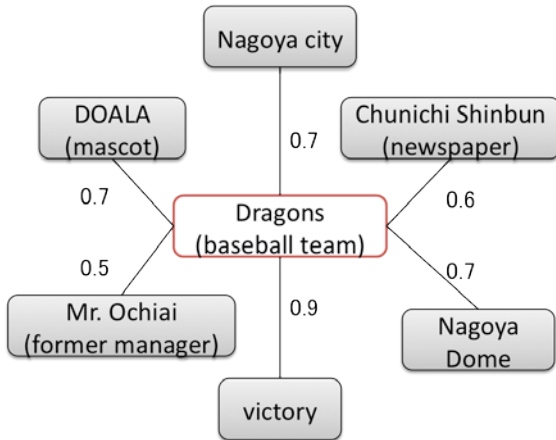 Nagoya city
DOALA
(mascot)
Chunichi Shinbun
(newspaper)
0.7
0.7
0.6
Dragons
(baseball team)
0.5
0.7
Mr. Ochiai
(former manager)
0.9
Nagoya
Dome
victory